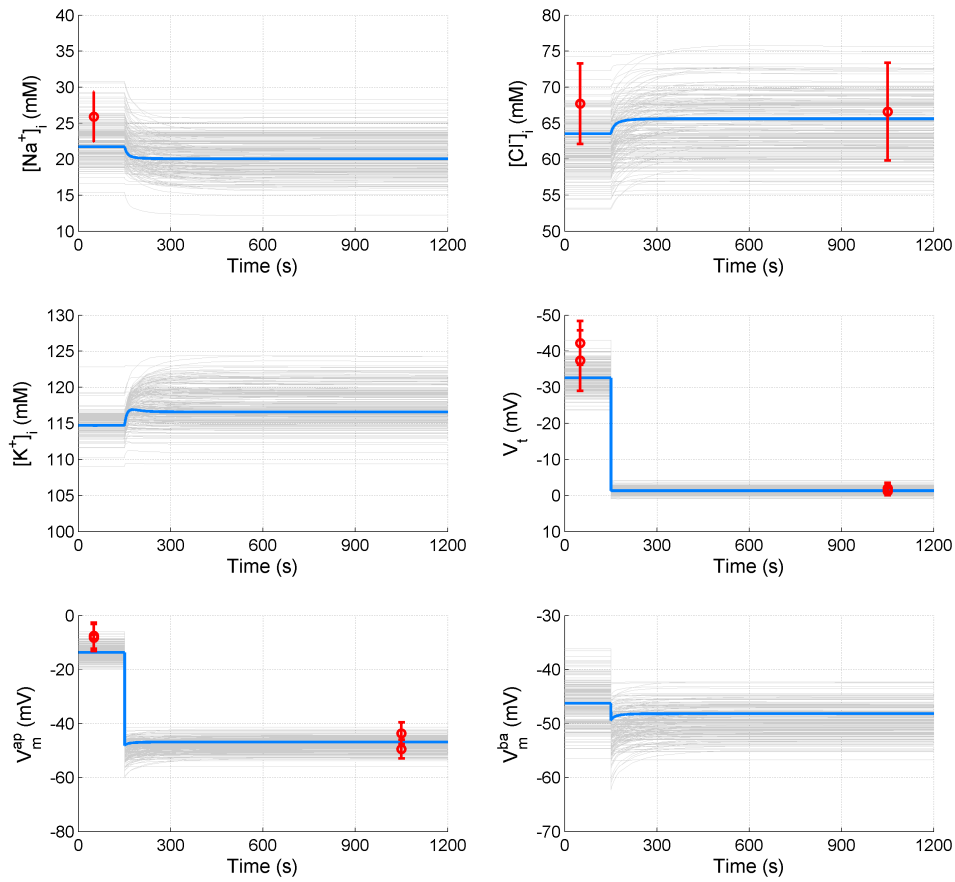 [Na⁺]ᵢ (mM)
40
35
30
25
20
15
10
0 300 600 900 1200
Time (s)
[Cl⁻]ᵢ (mM)
80
75
70
65
60
55
50
0 300 600 900 1200
Time (s)
[K⁺]ᵢ (mM)
130
125
120
115
110
105
100
0 300 600 900 1200
Time (s)
Vₜ (mV)
-50
-40
-30
-20
-10
0
10
0 300 600 900 1200
Time (s)
Vₘᵃᵖ (mV)
0
-20
-40
-60
-80
0 300 600 900 1200
Time (s)
Vₘᵇᵃ (mV)
-30
-40
-50
-60
-70
0 300 600 900 1200
Time (s)